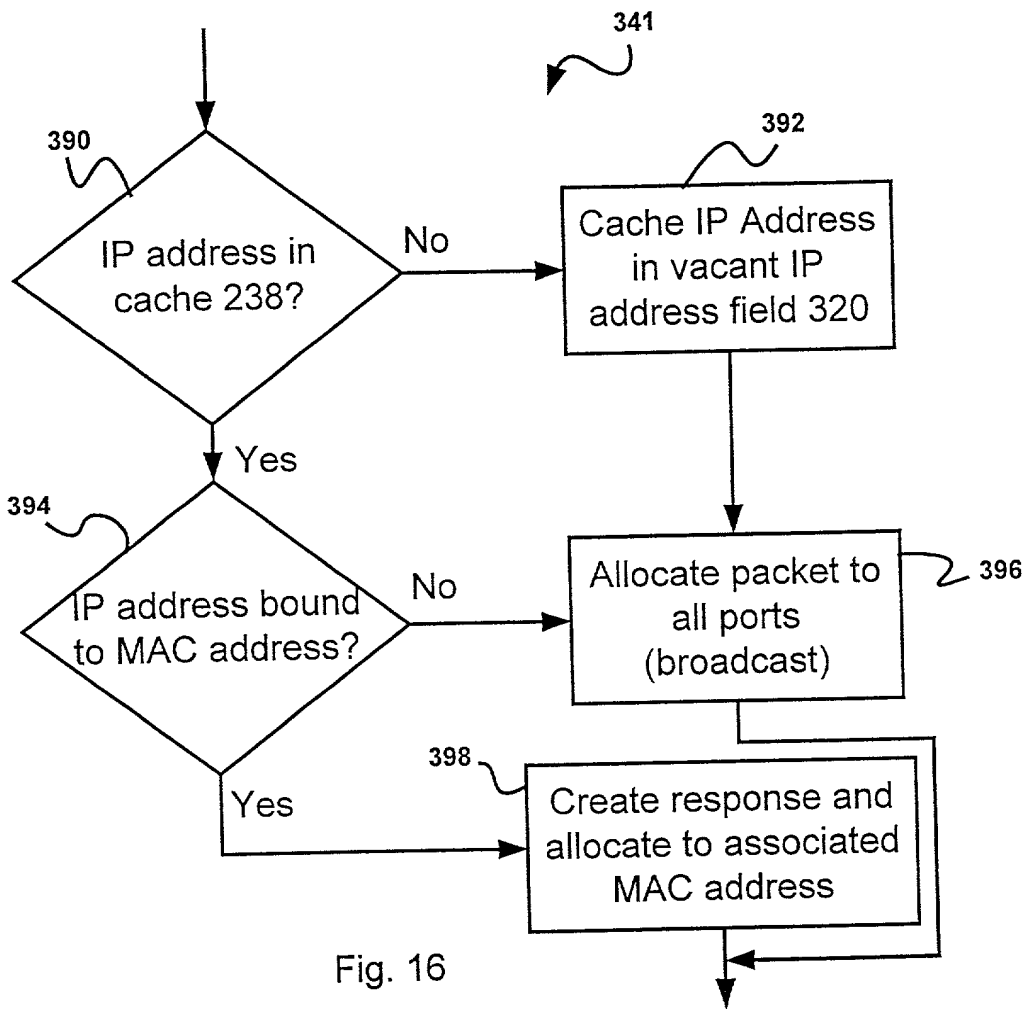 341
390
392
IP address in
cache 238?
No
Cache IP Address
in vacant IP
address field 320
Yes
394
IP address bound
to MAC address?
No
Allocate packet to
all ports
(broadcast)
396
398
Yes
Create response and
allocate to associated
MAC address
Fig. 16